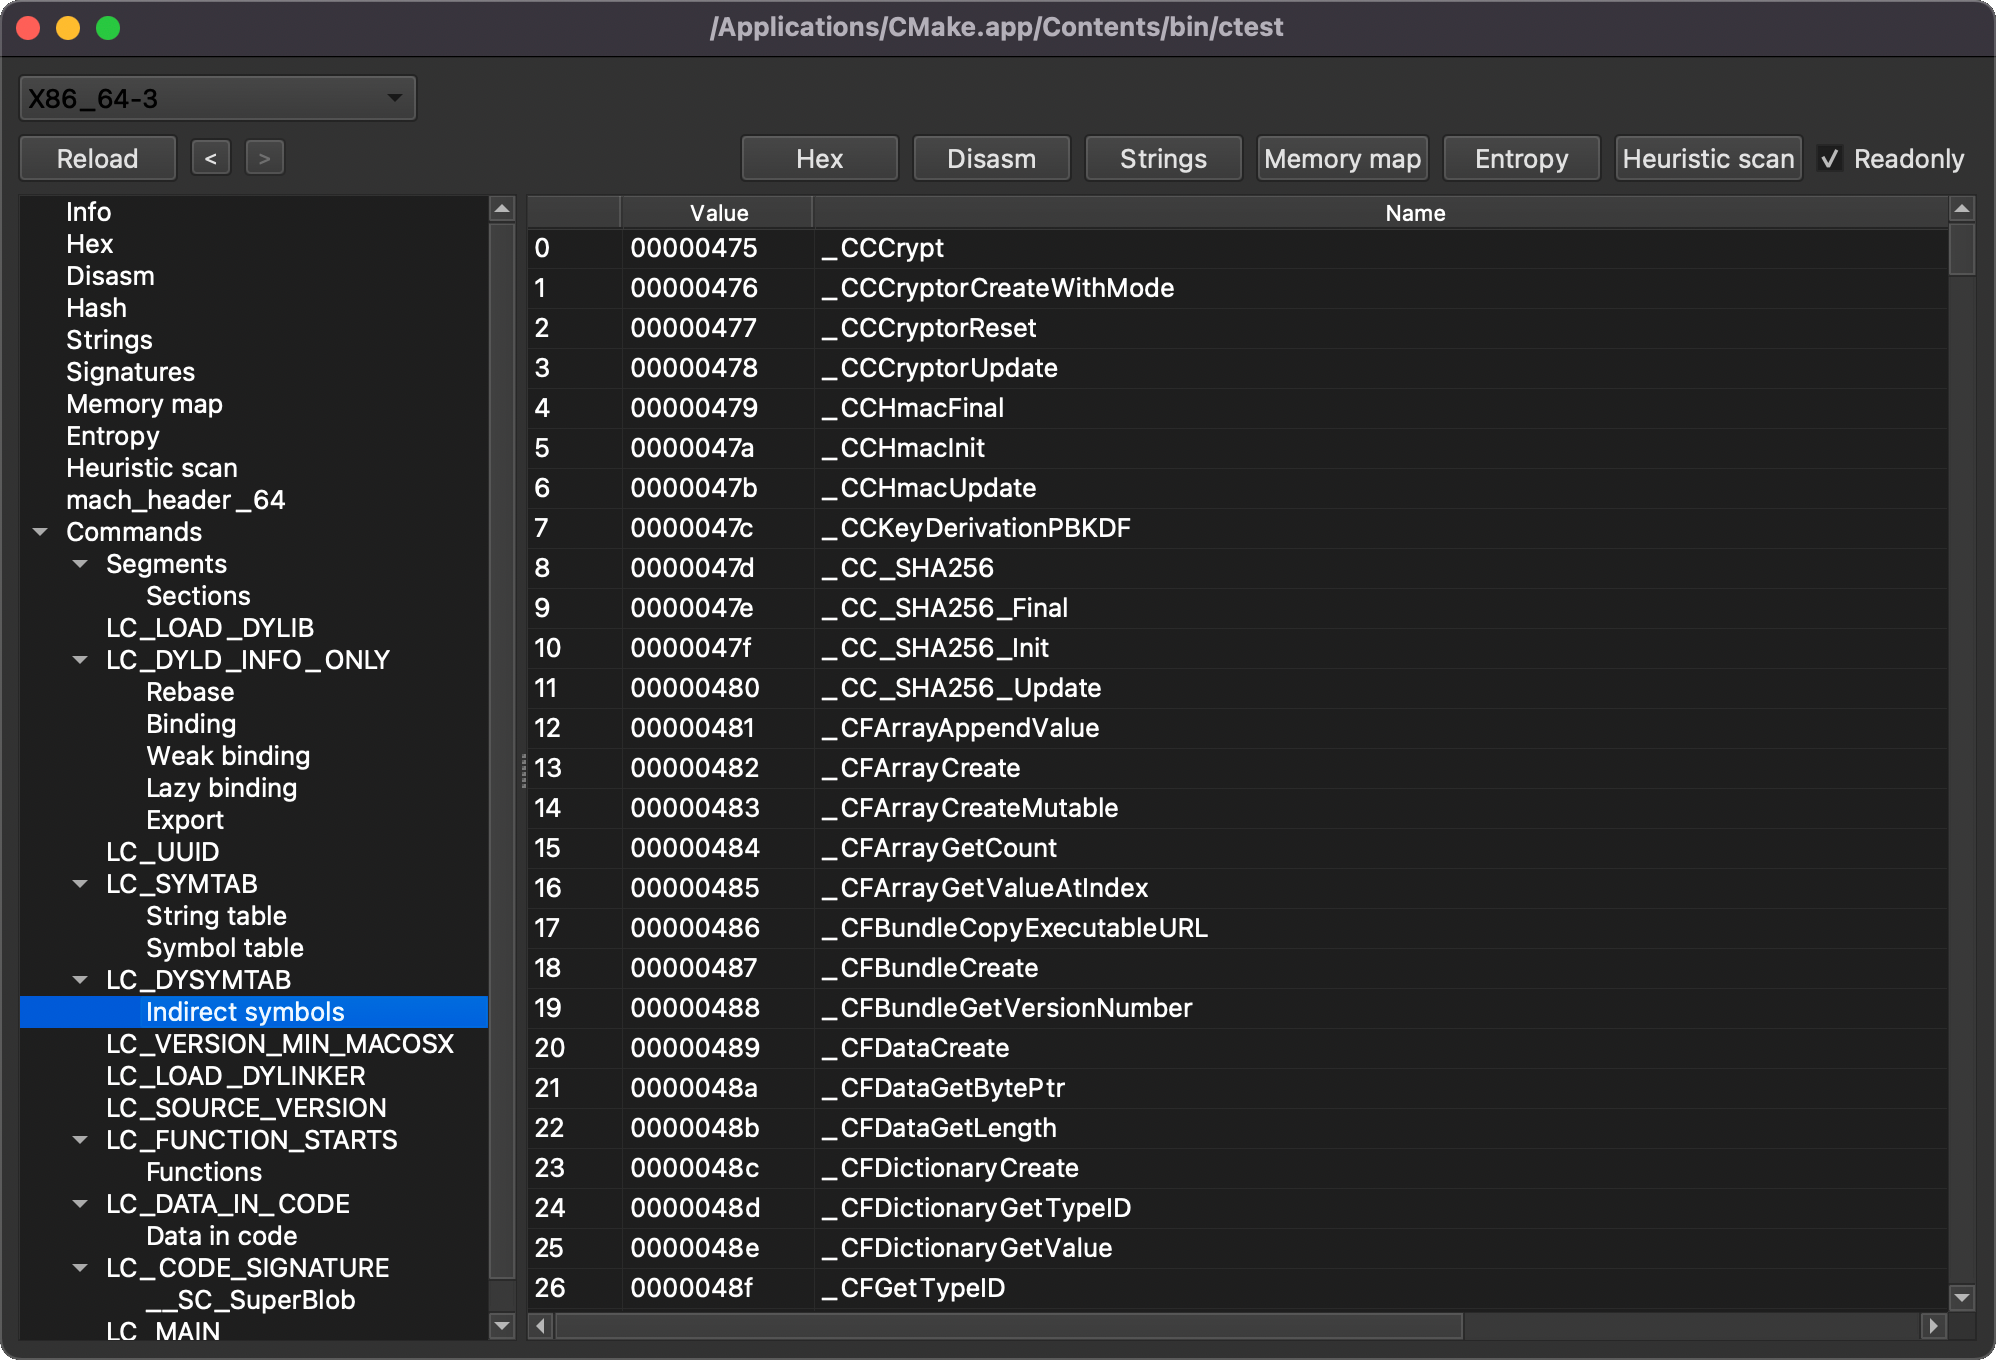 /Applications/CMake.app/Contents/bin/ctest
X86_64-3
Reload < > Hex Disasm Strings Memory map Entropy Heuristic scan Readonly
Info
Hex
Disasm
Hash
Strings
Signatures
Memory map
Entropy
Heuristic scan
mach_header_64
Commands
Segments
Sections
LC_LOAD_DYLIB
LC_DYLD_INFO_ONLY
Rebase
Binding
Weak binding
Lazy binding
Export
LC_UUID
LC_SYMTAB
String table
Symbol table
LC_DYSYMTAB
Indirect symbols
LC_VERSION_MIN_MACOSX
LC_LOAD_DYLINKER
LC_SOURCE_VERSION
LC_FUNCTION_STARTS
Functions
LC_DATA_IN_CODE
Data in code
LC_CODE_SIGNATURE
__SC_SuperBlob
LC_MAIN
Value Name
0 00000475 _CCCrypt
1 00000476 _CCCryptorCreateWithMode
2 00000477 _CCCryptorReset
3 00000478 _CCCryptorUpdate
4 00000479 _CCHmacFinal
5 0000047a _CCHmacInit
6 0000047b _CCHmacUpdate
7 0000047c _CCKeyDerivationPBKDF
8 0000047d _CC_SHA256
9 0000047e _CC_SHA256_Final
10 0000047f _CC_SHA256_Init
11 00000480 _CC_SHA256_Update
12 00000481 _CFArrayAppendValue
13 00000482 _CFArrayCreate
14 00000483 _CFArrayCreateMutable
15 00000484 _CFArrayGetCount
16 00000485 _CFArrayGetValueAtIndex
17 00000486 _CFBundleCopyExecutableURL
18 00000487 _CFBundleCreate
19 00000488 _CFBundleGetVersionNumber
20 00000489 _CFDataCreate
21 0000048a _CFDataGetBytePtr
22 0000048b _CFDataGetLength
23 0000048c _CFDictionaryCreate
24 0000048d _CFDictionaryGetTypeID
25 0000048e _CFDictionaryGetValue
26 0000048f _CFGetTypeID